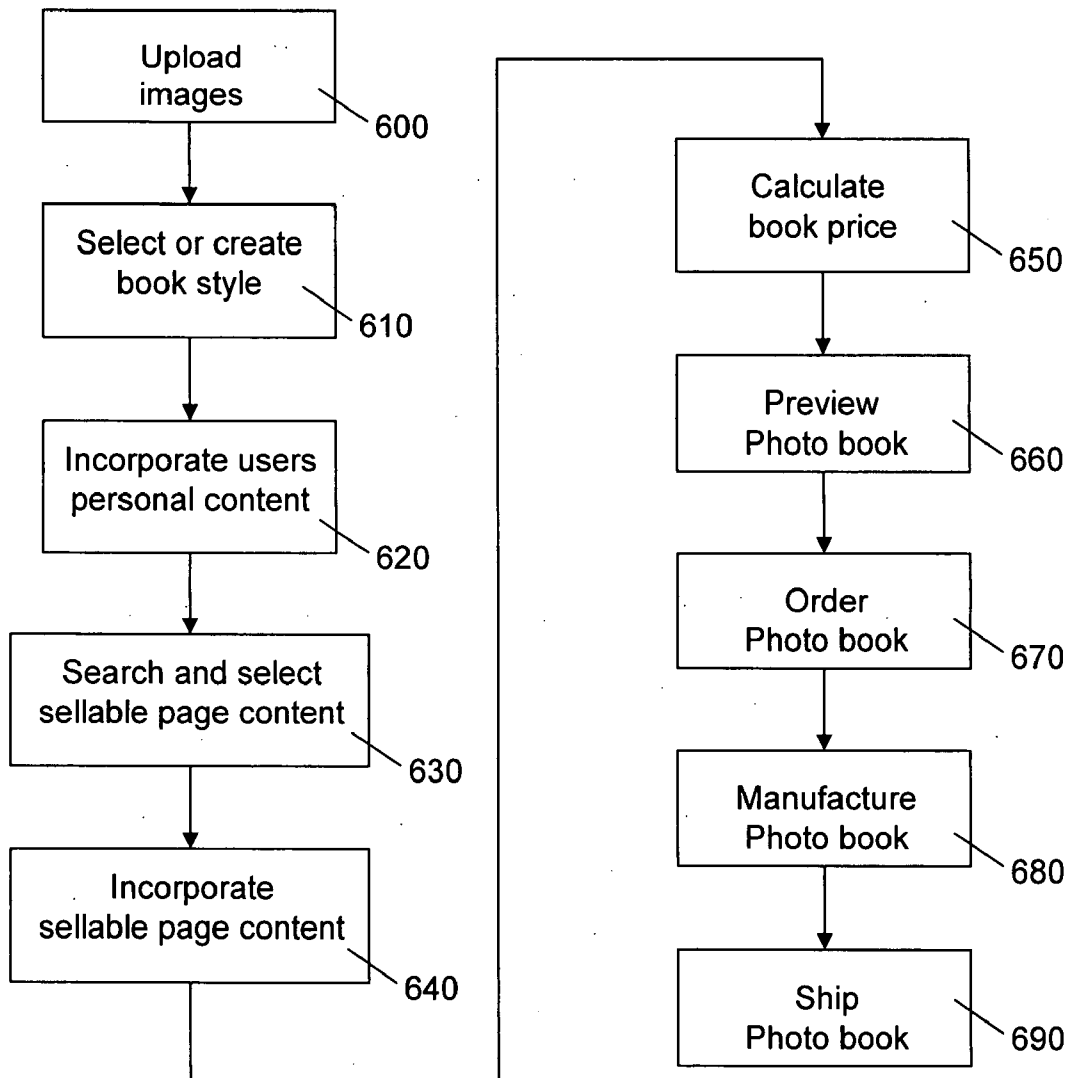 Upload
images
600
Select or create
book style
610
Incorporate users
personal content
620
Search and select
sellable page content
630
Incorporate
sellable page content
640
Calculate
book price
650
Preview
Photo book
660
Order
Photo book
670
Manufacture
Photo book
680
Ship
Photo book
690